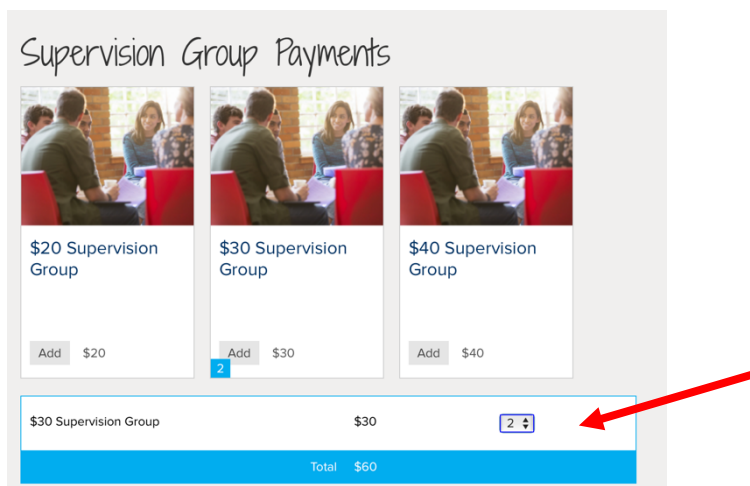 Supervision Group Payments
$20 Supervision
Group
Add $20
$30 Supervision
Group
Add $30
2
$40 Supervision
Group
Add $40
$30 Supervision Group $30 2
Total $60